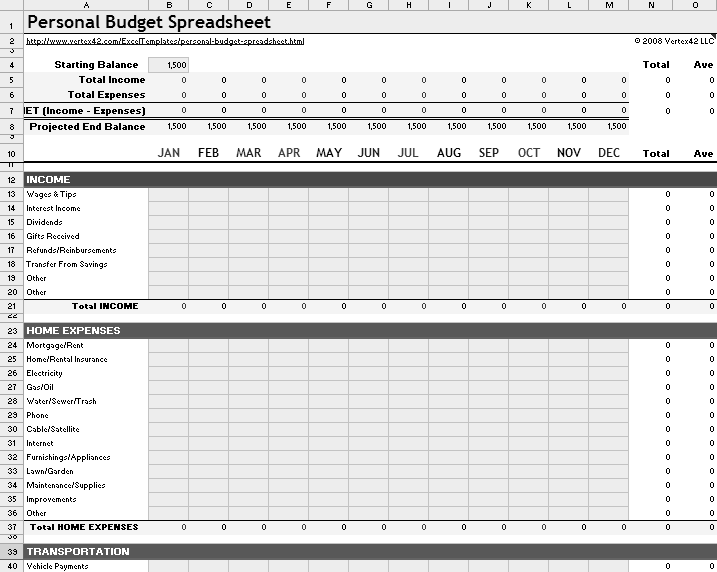 A B C D E F G H I J K L M N O
1 Personal Budget Spreadsheet
2 http://www.vertex42.com/ExcelTemplates/personal-budget-spreadsheet.html © 2008 Vertex42 LLC
3
4 Starting Balance 1,500 Total Ave
5 Total Income 0 0 0 0 0 0 0 0 0 0 0 0 0 0
6 Total Expenses 0 0 0 0 0 0 0 0 0 0 0 0 0 0
7 ET (Income - Expenses) 0 0 0 0 0 0 0 0 0 0 0 0 0 0
8 Projected End Balance 1,500 1,500 1,500 1,500 1,500 1,500 1,500 1,500 1,500 1,500 1,500 1,500
9
10 JAN FEB MAR APR MAY JUN JUL AUG SEP OCT NOV DEC Total Ave
11
12 INCOME
13 Wages & Tips 0 0
14 Interest Income 0 0
15 Dividends 0 0
16 Gifts Received 0 0
17 Refunds/Reinbursements 0 0
18 Transfer From Savings 0 0
19 Other 0 0
20 Other 0 0
21 Total INCOME 0 0 0 0 0 0 0 0 0 0 0 0 0 0
22
23 HOME EXPENSES
24 Mortgage/Rent 0 0
25 Home/Rental Insurance 0 0
26 Electricity 0 0
27 Gas/Oil 0 0
28 Water/Sewer/Trash 0 0
29 Phone 0 0
30 Cable/Satellite 0 0
31 Internet 0 0
32 Furnishings/Appliances 0 0
33 Lawn/Garden 0 0
34 Maintenance/Supplies 0 0
35 Improvements 0 0
36 Other 0 0
37 Total HOME EXPENSES 0 0 0 0 0 0 0 0 0 0 0 0 0 0
38
39 TRANSPORTATION
40 Vehicle Payments 0 0